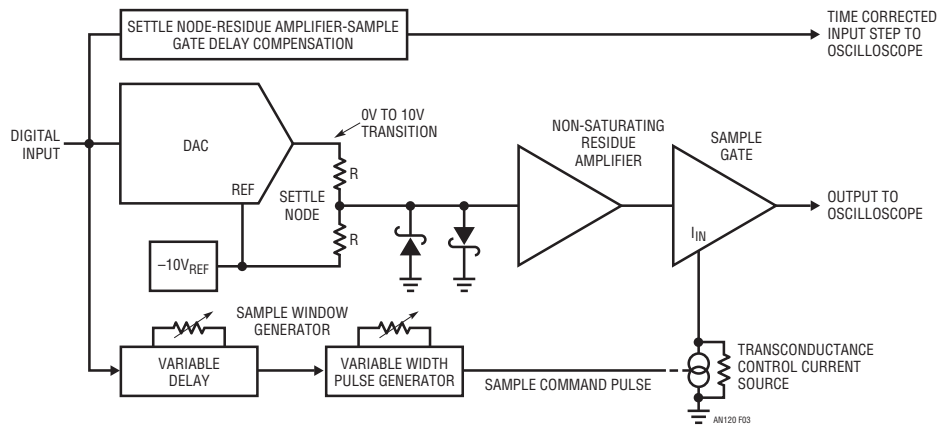 SETTLE NODE-RESIDUE AMPLIFIER-SAMPLE
GATE DELAY COMPENSATION
TIME CORRECTED
INPUT STEP TO
OSCILLOSCOPE
DIGITAL
INPUT
DAC
REF
0V TO 10V
TRANSITION
R
SETTLE
NODE
R
–10VREF
NON-SATURATING
RESIDUE
AMPLIFIER
SAMPLE
GATE
IIN
OUTPUT TO
OSCILLOSCOPE
SAMPLE WINDOW
GENERATOR
VARIABLE
DELAY
VARIABLE WIDTH
PULSE GENERATOR
SAMPLE COMMAND PULSE
TRANSCONDUCTANCE
CONTROL CURRENT
SOURCE
AN120 F03